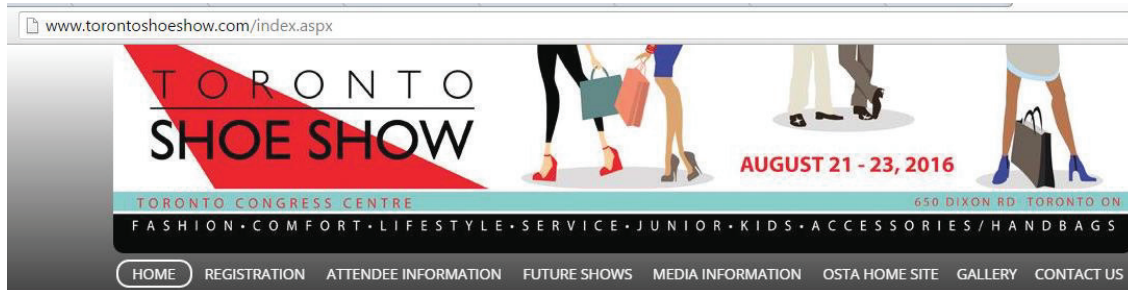 www.torontoshoeshow.com/index.aspx
TORONTO
SHOE SHOW
AUGUST 21 - 23, 2016
TORONTO CONGRESS CENTRE 650 DIXON RD TORONTO ON
FASHION•COMFORT•LIFESTYLE•SERVICE•JUNIOR•KIDS•ACCESSORIES/HANDBAGS
HOME REGISTRATION ATTENDEE INFORMATION FUTURE SHOWS MEDIA INFORMATION OSTA HOME SITE GALLERY CONTACT US